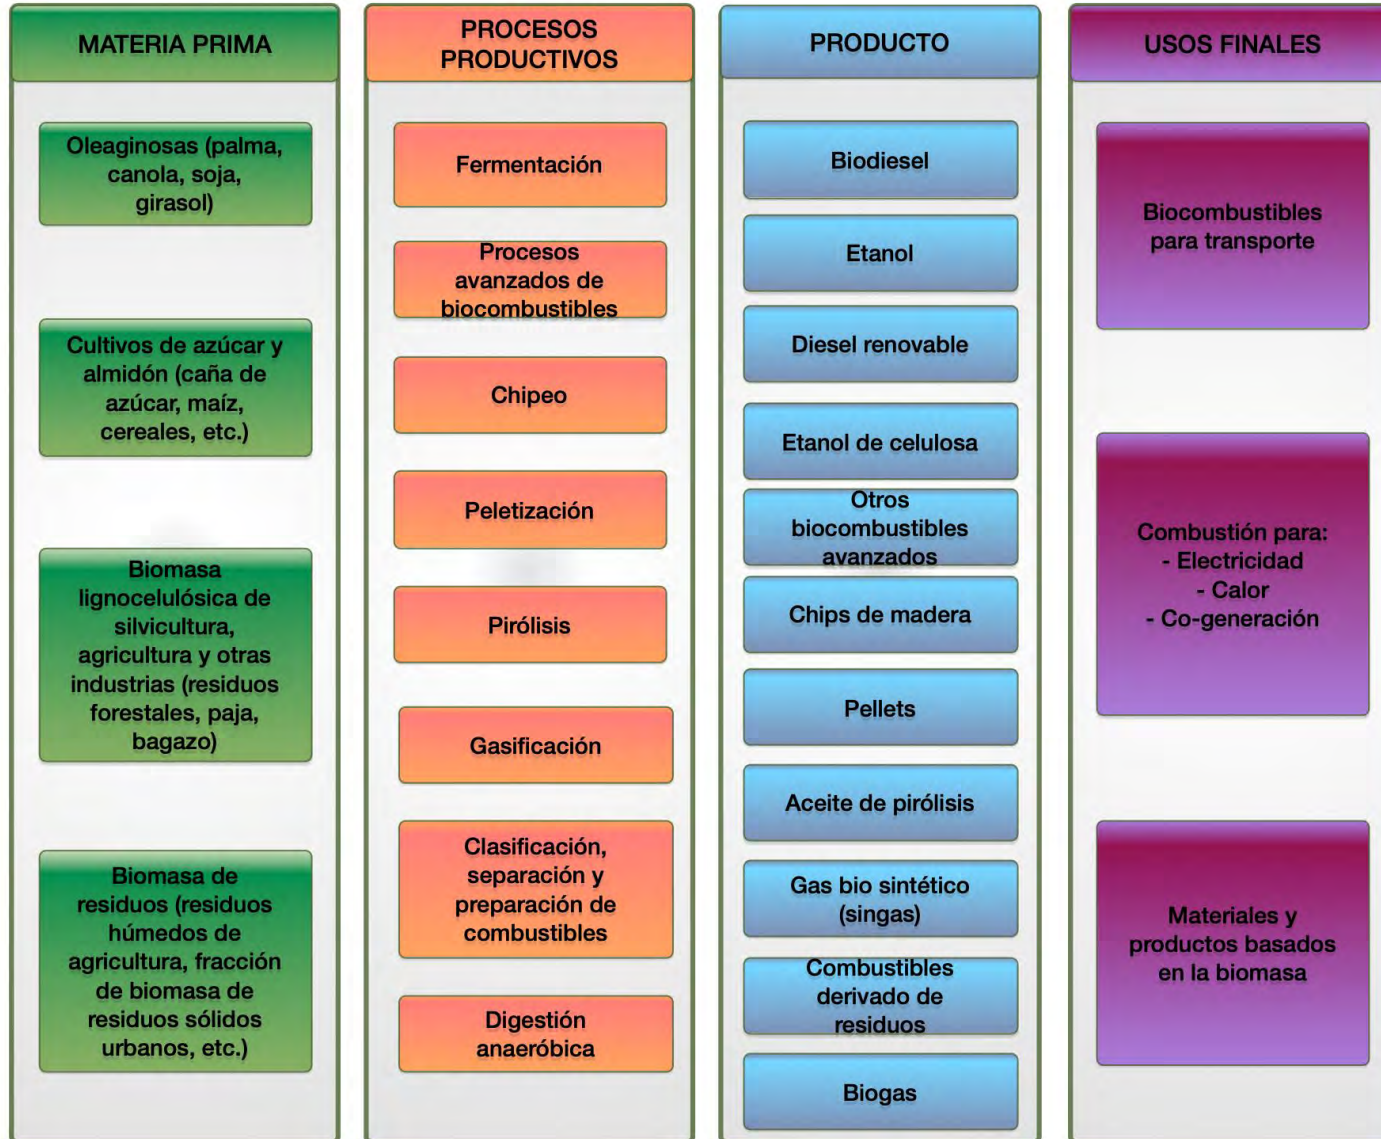 MATERIA PRIMA
Oleaginosas (palma,
canola, soja,
girasol)
Cultivos de azúcar y
almidón (caña de
azúcar, maíz,
cereales, etc.)
Biomasa
lignocelulósica de
silvicultura,
agricultura y otras
industrias (residuos
forestales, paja,
bagazo)
Biomasa de
residuos (residuos
húmedos de
agricultura, fracción
de biomasa de
residuos sólidos
urbanos, etc.)
PROCESOS
PRODUCTIVOS
Fermentación
Procesos
avanzados de
biocombustibles
Chipeo
Peletización
Pirólisis
Gasificación
Clasificación,
separación y
preparación de
combustibles
Digestión
anaeróbica
PRODUCTO
Biodiesel
Etanol
Diesel renovable
Etanol de celulosa
Otros
biocombustibles
avanzados
Chips de madera
Pellets
Aceite de pirólisis
Gas bio sintético
(singas)
Combustibles
derivado de
residuos
Biogas
USOS FINALES
Biocombustibles
para transporte
Combustión para:
- Electricidad
- Calor
- Co-generación
Materiales y
productos basados
en la biomasa